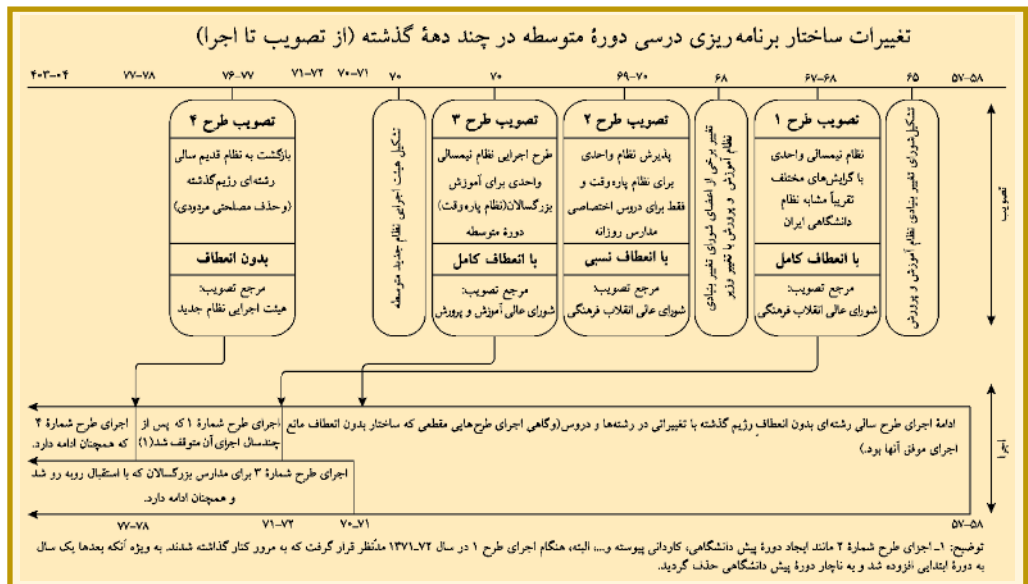 تغییرات ساختار برنامه‌ریزی درسی دورهٔ متوسطه در چند دههٔ گذشته (از تصویب تا اجرا)
۵۷-۵۸
۶۵
۶۷-۶۸
۶۸
۶۹-۷۰
۷۰
۷۰
۷۰-۷۱
۷۱-۷۲
۷۶-۷۷
۷۷-۷۸
۴۰۳-۰۴
تصویب
تشکیل شورای تغییر بنیادی نظام آموزش و پرورش
تصویب طرح ۱
نظام نیمسالی واحدی
با گرایش‌های مختلف
تقریباً مشابه نظام
دانشگاهی ایران
با انعطاف کامل
مرجع تصویب:
شورای عالی انقلاب فرهنگی
تغییر برخی از اعضای شورای تغییر بنیادی
نظام آموزش و پرورش با تغییر وزیر
تصویب طرح ۲
پذیرش نظام واحدی
برای نظام پاره‌وقت و
فقط برای دروس اختصاصی
مدارس روزانه
با انعطاف نسبی
مرجع تصویب:
شورای عالی انقلاب فرهنگی
تصویب طرح ۳
طرح اجرایی نظام نیمسالی
واحدی برای آموزش
بزرگسالان(نظام پاره‌وقت)
دورهٔ متوسطه
با انعطاف کامل
مرجع تصویب:
شورای عالی آموزش و پرورش
تشکیل هیئت اجرایی نظام جدید متوسطه
تصویب طرح ۴
بازگشت به نظام قدیم سالی
رشته‌ای رژیم‌گذشته
(و حذف مصلحتی مردودی)
بدون انعطاف
مرجع تصویب:
هیئت اجرایی نظام جدید
اجرا
ادامهٔ اجرای طرح سالی رشته‌ای بدون انعطافِ رژیم گذشته با تغییراتی در رشته‌ها و دروس(وگاهی اجرای طرح‌هایی مقطعی که ساختار بدون انعطاف مانع
اجرای موفق آنها بود.)
اجرای طرح شمارهٔ ۱ که پس از
چندسال اجرای آن متوقف شد(۱)
اجرای طرح شمارهٔ ۴
که همچنان ادامه دارد.
اجرای طرح شمارهٔ ۳ برای مدارس بزرگسالان که با استقبال روبه رو شد
و همچنان ادامه دارد.
۵۷-۵۸
۷۰_۷۱
۷۱-۷۲
۷۷-۷۸
توضیح: ۱_ اجزای طرح شمارهٔ ۲ مانند ایجاد دورهٔ پیش دانشگاهی، کاردانی پیوسته و...، البته، هنگام اجرای طرح ۱ در سال ۷۲_۱۳۷۱ مدّنظر قرار گرفت که به مرور کنار گذاشته شدند. به ویژه آنکه بعدها یک سال
به دورهٔ ابتدایی افزوده شد و به ناچار دورهٔ پیش دانشگاهی حذف گردید.